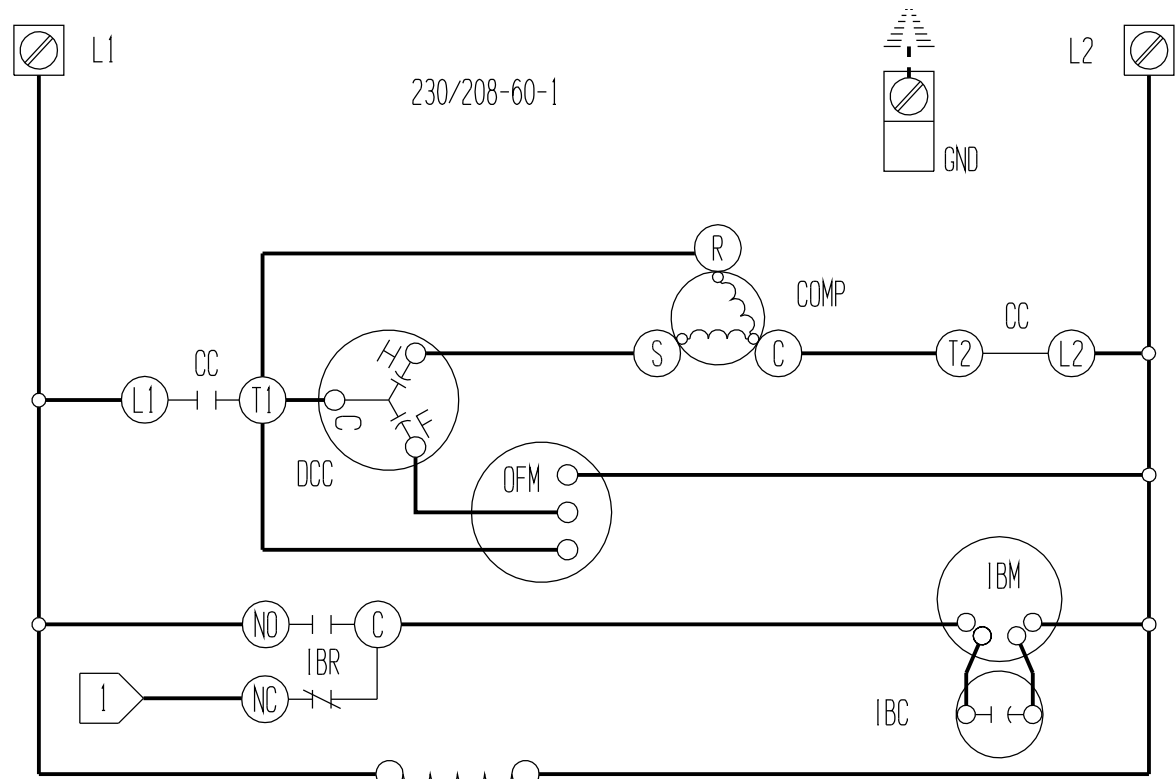 L1
L2
230/208-60-1
GND
R
COMP
CC
S
C
T2
L2
CC
L1
T1
H
C
F
DCC
OFM
IBM
NO
C
IBR
1
NC
IBC